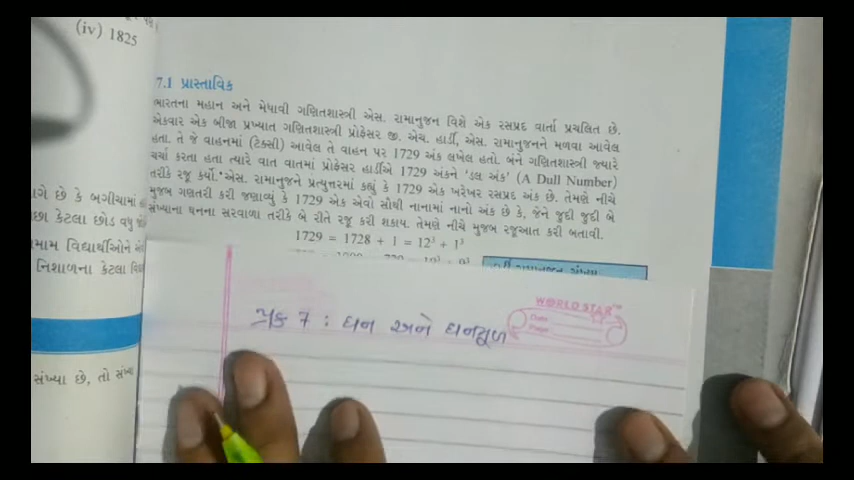 (iv) 1825
7.1 પ્રાસ્તાવિક
ભારતના મહાન અને મેધાવી ગણિતશાસ્ત્રી એસ. રામાનુજન વિશે એક રસપ્રદ વાર્તા પ્રચલિત છે.
એકવાર એક બીજા પ્રખ્યાત ગણિતશાસ્ત્રી પ્રોફેસર જી. એચ. હાર્ડી, એસ. રામાનુજનને મળવા આવેલ
હતા. તે જે વાહનમાં (ટેક્સી) આવેલ તે વાહન પર 1729 અંક લખેલ હતો. બંને ગણિતશાસ્ત્રી જ્યારે
ચર્ચા કરતા હતા ત્યારે વાત વાતમાં પ્રોફેસર હાર્ડીએ 1729 અંકને 'ડલ અંક' (A Dull Number)
તરીકે રજૂ કર્યો. એસ. રામાનુજને પ્રત્યુત્તરમાં કહ્યું કે 1729 એક ખરેખર રસપ્રદ અંક છે. તેમણે નીચે
મુજબ ગણતરી કરી જણાવ્યું કે 1729 એક એવો સૌથી નાનામાં નાનો અંક છે કે, જેને જુદી જુદી બે
સંખ્યાના ઘનના સરવાળા તરીકે બે રીતે રજૂ કરી શકાય. તેમણે નીચે મુજબ રજૂઆત કરી બતાવી.
1729 = 1728 + 1 = 12³ + 1³
છે કે બગીચામાં
કેટલા છોડ વધુ
વિદ્યાર્થીઓને
નિશાળના કેટલા
સંખ્યા છે, તો
WORLD STAR
Date:
Page:
પ્રક 7 : ઘન અને ઘનમૂળ